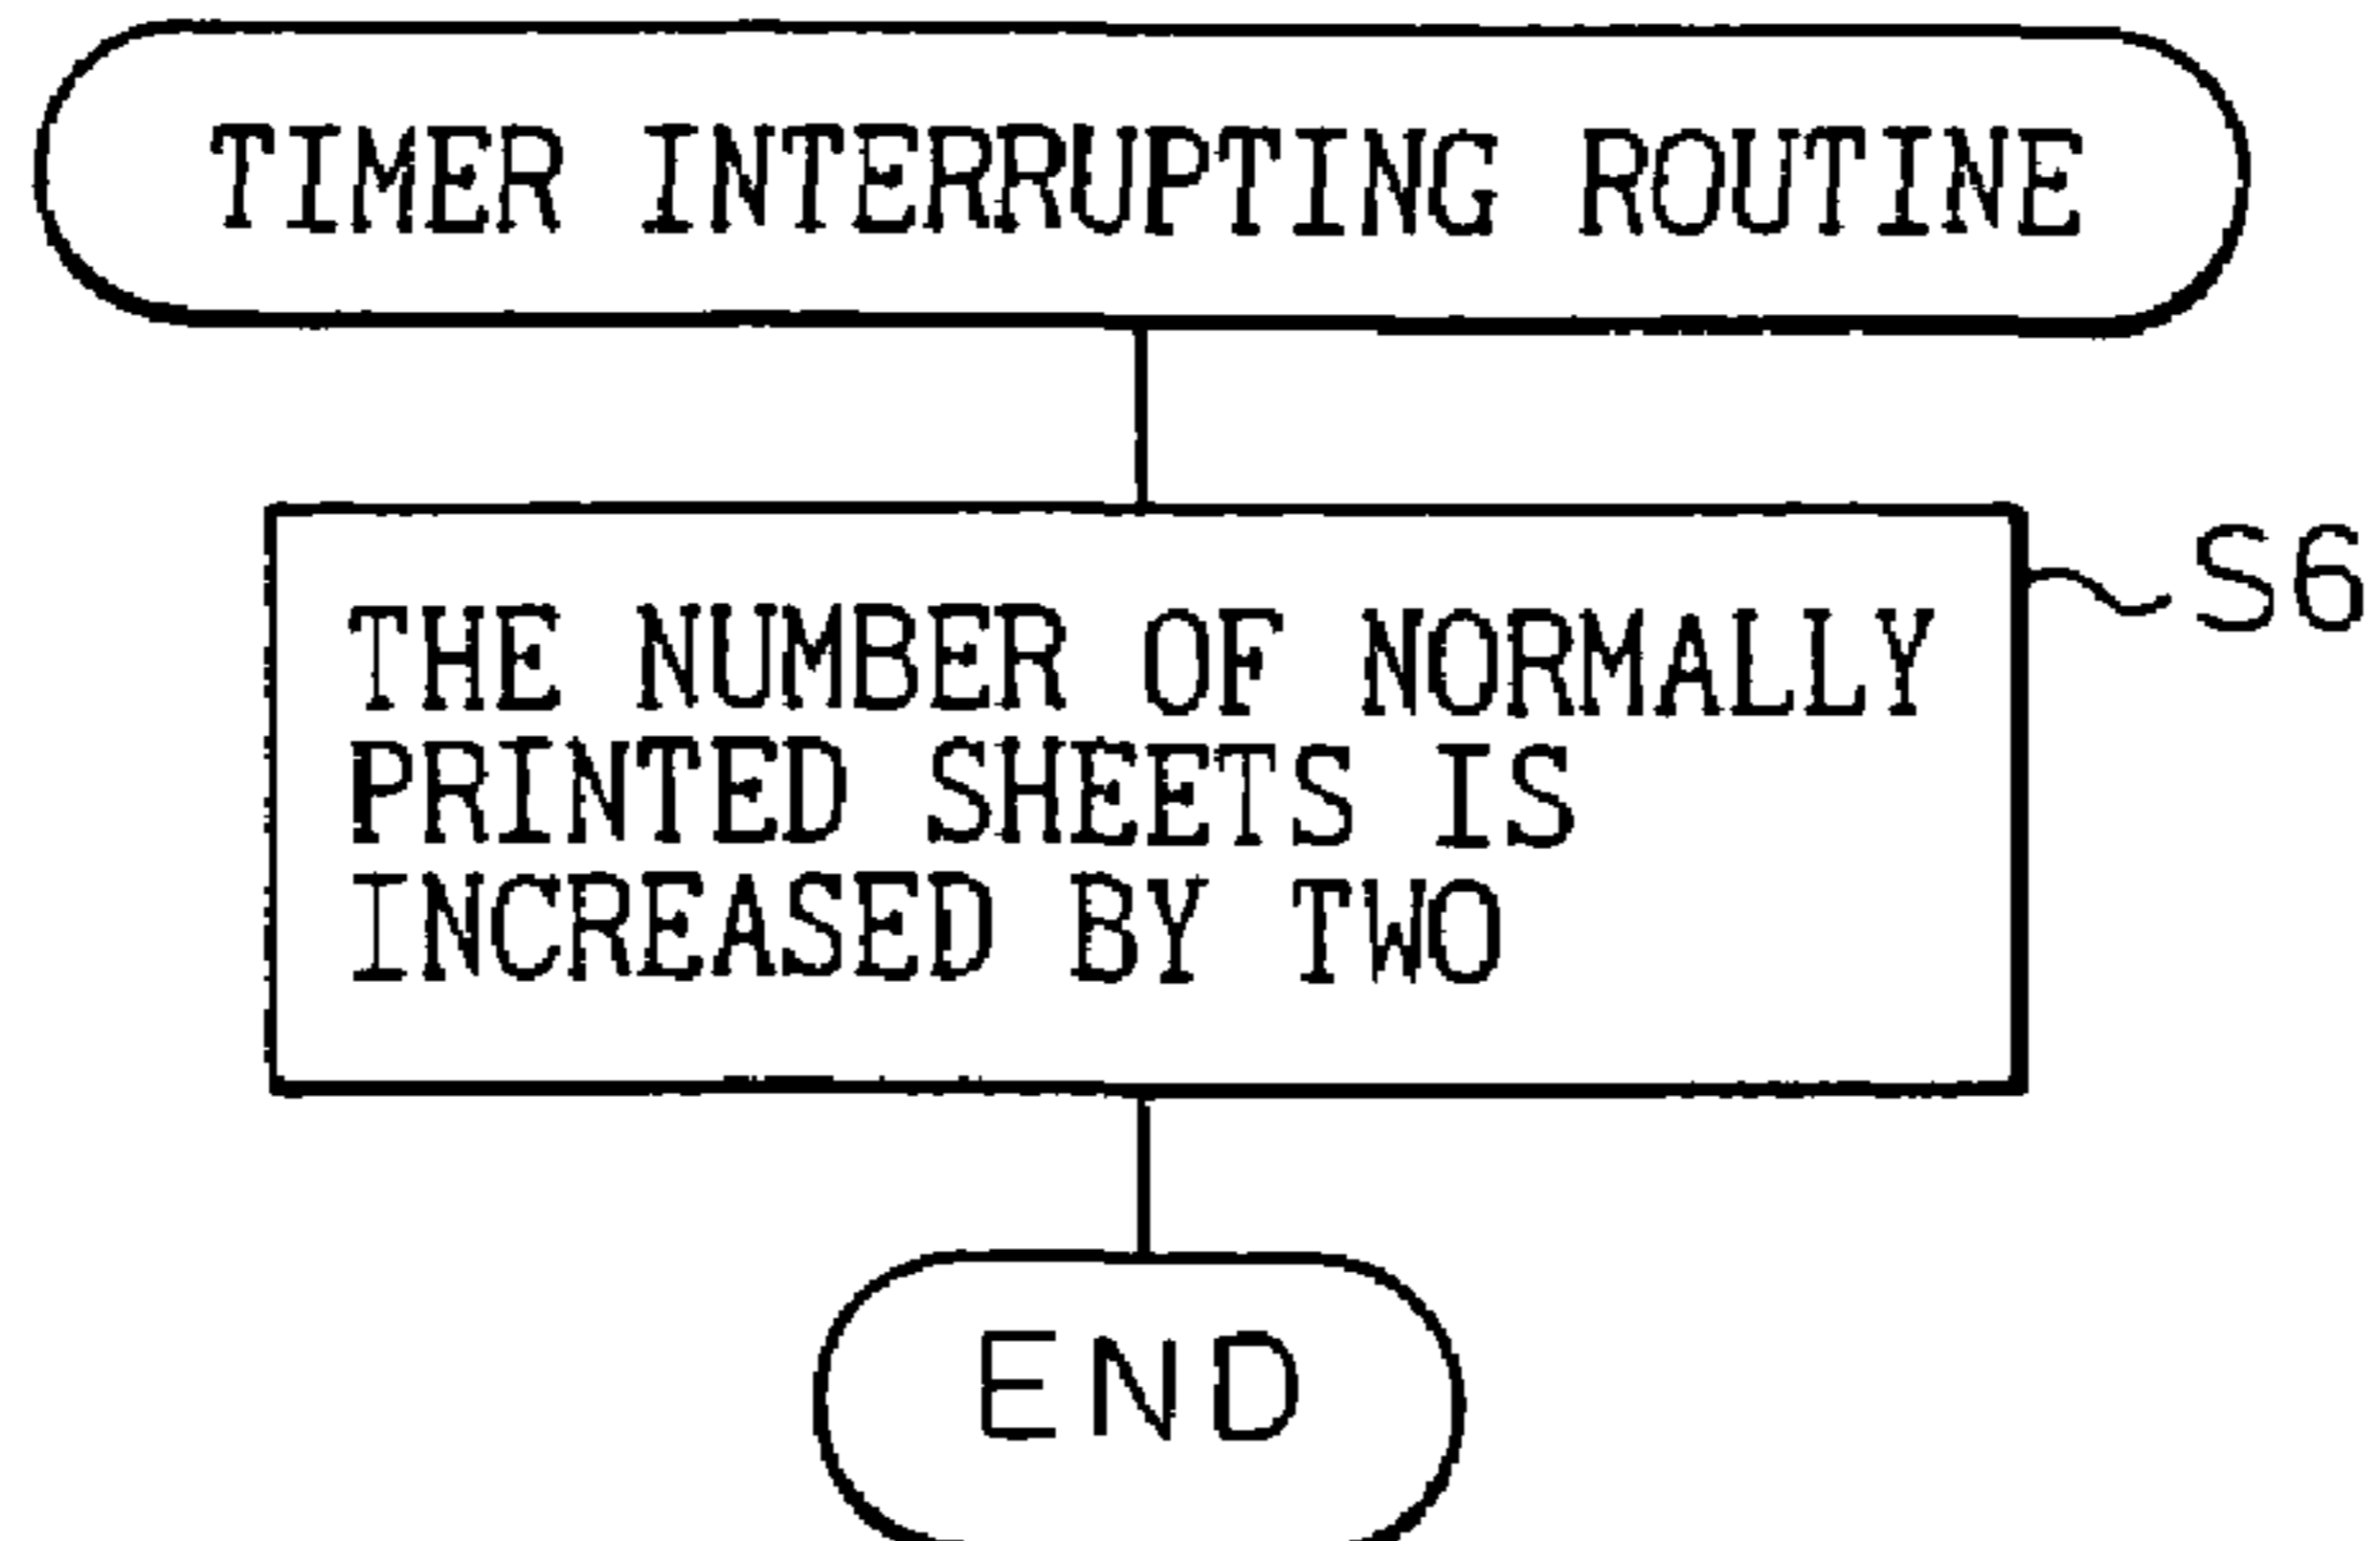 TIMER INTERRUPTING ROUTINE
S6
THE NUMBER OF NORMALLY
PRINTED SHEETS IS
INCREASED BY TWO
END